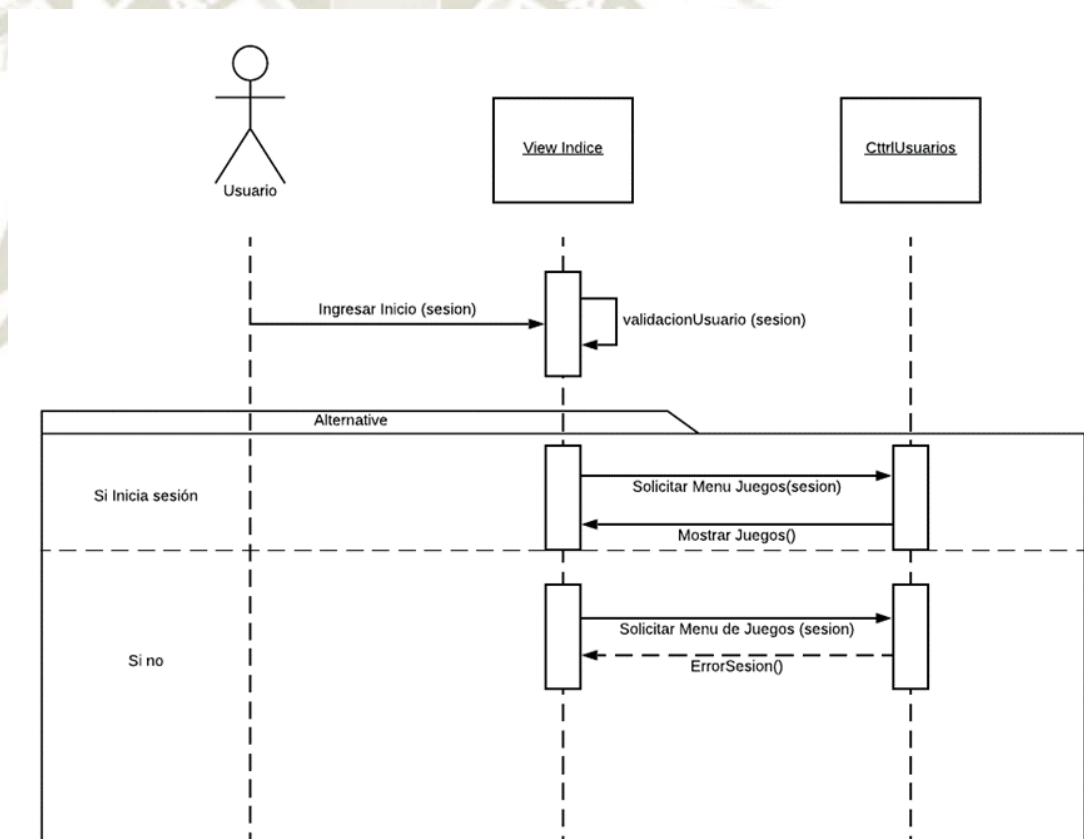 Usuario
View Indice
CttrlUsuarios
Ingresar Inicio (sesion)
validacionUsuario (sesion)
Alternative
Si Inicia sesión
Solicitar Menu Juegos(sesion)
Mostrar Juegos()
Si no
Solicitar Menu de Juegos (sesion)
ErrorSesion()